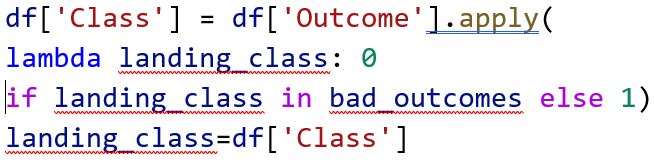 df['Class'] = df['Outcome'].apply(
lambda landing_class: 0
if landing_class in bad_outcomes else 1)
landing_class=df['Class']